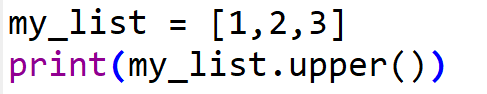 my_list = [1,2,3]
print(my_list.upper())